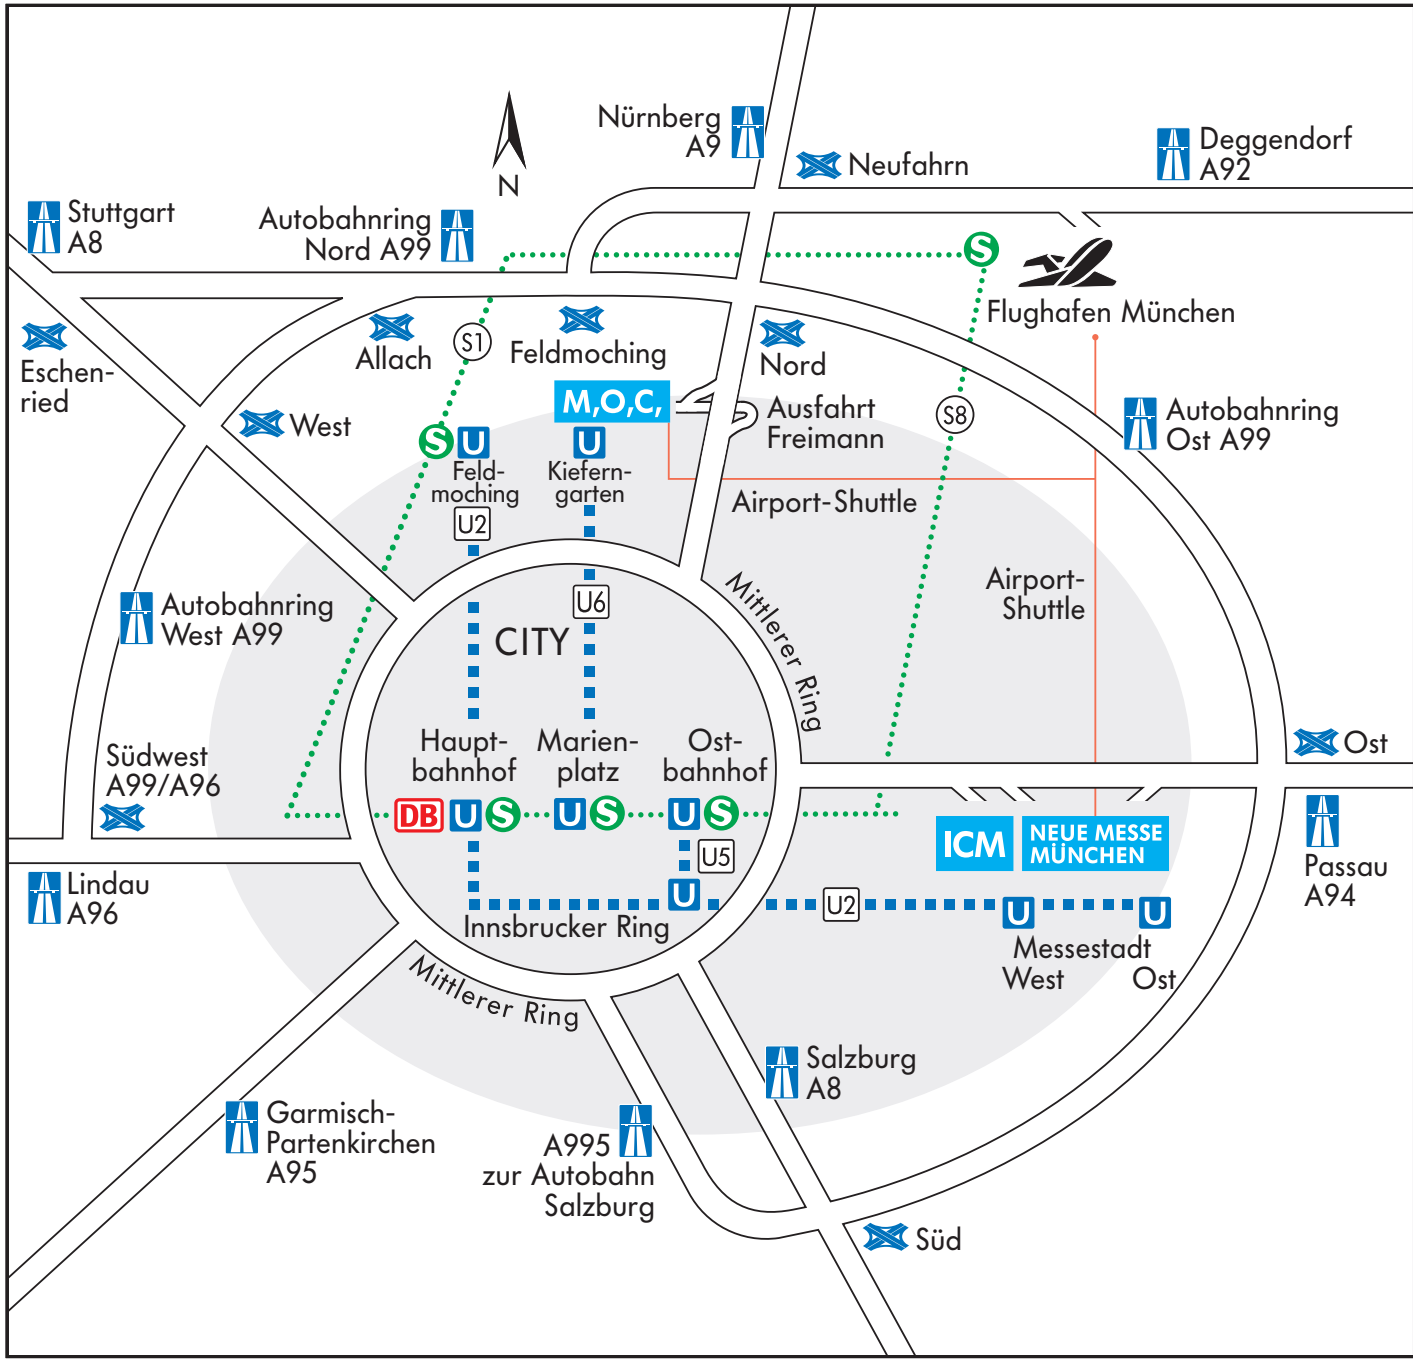 Nürnberg
A9
Neufahrn
Deggendorf
A92
N
Stuttgart
A8
Autobahnring
Nord A99
S
Flughafen München
Eschen-
ried
Allach
S1
Feldmoching
Nord
M,O,C,
Ausfahrt
Freimann
S8
Autobahnring
Ost A99
West
S
U
Feld-
moching
U
Kiefern-
garten
U2
Airport-Shuttle
Airport-
Shuttle
Autobahnring
West A99
U6
CITY
Mittlerer Ring
Südwest
A99/A96
Haupt-
bahnhof
Marien-
platz
Ost-
bahnhof
Ost
DB
U
S
U
S
U
S
ICM
NEUE MESSE
MÜNCHEN
Passau
A94
U5
Lindau
A96
U
U2
U
U
Innsbrucker Ring
Messestadt
West
Ost
Mittlerer Ring
Salzburg
A8
Garmisch-
Partenkirchen
A95
A995
zur Autobahn
Salzburg
Süd